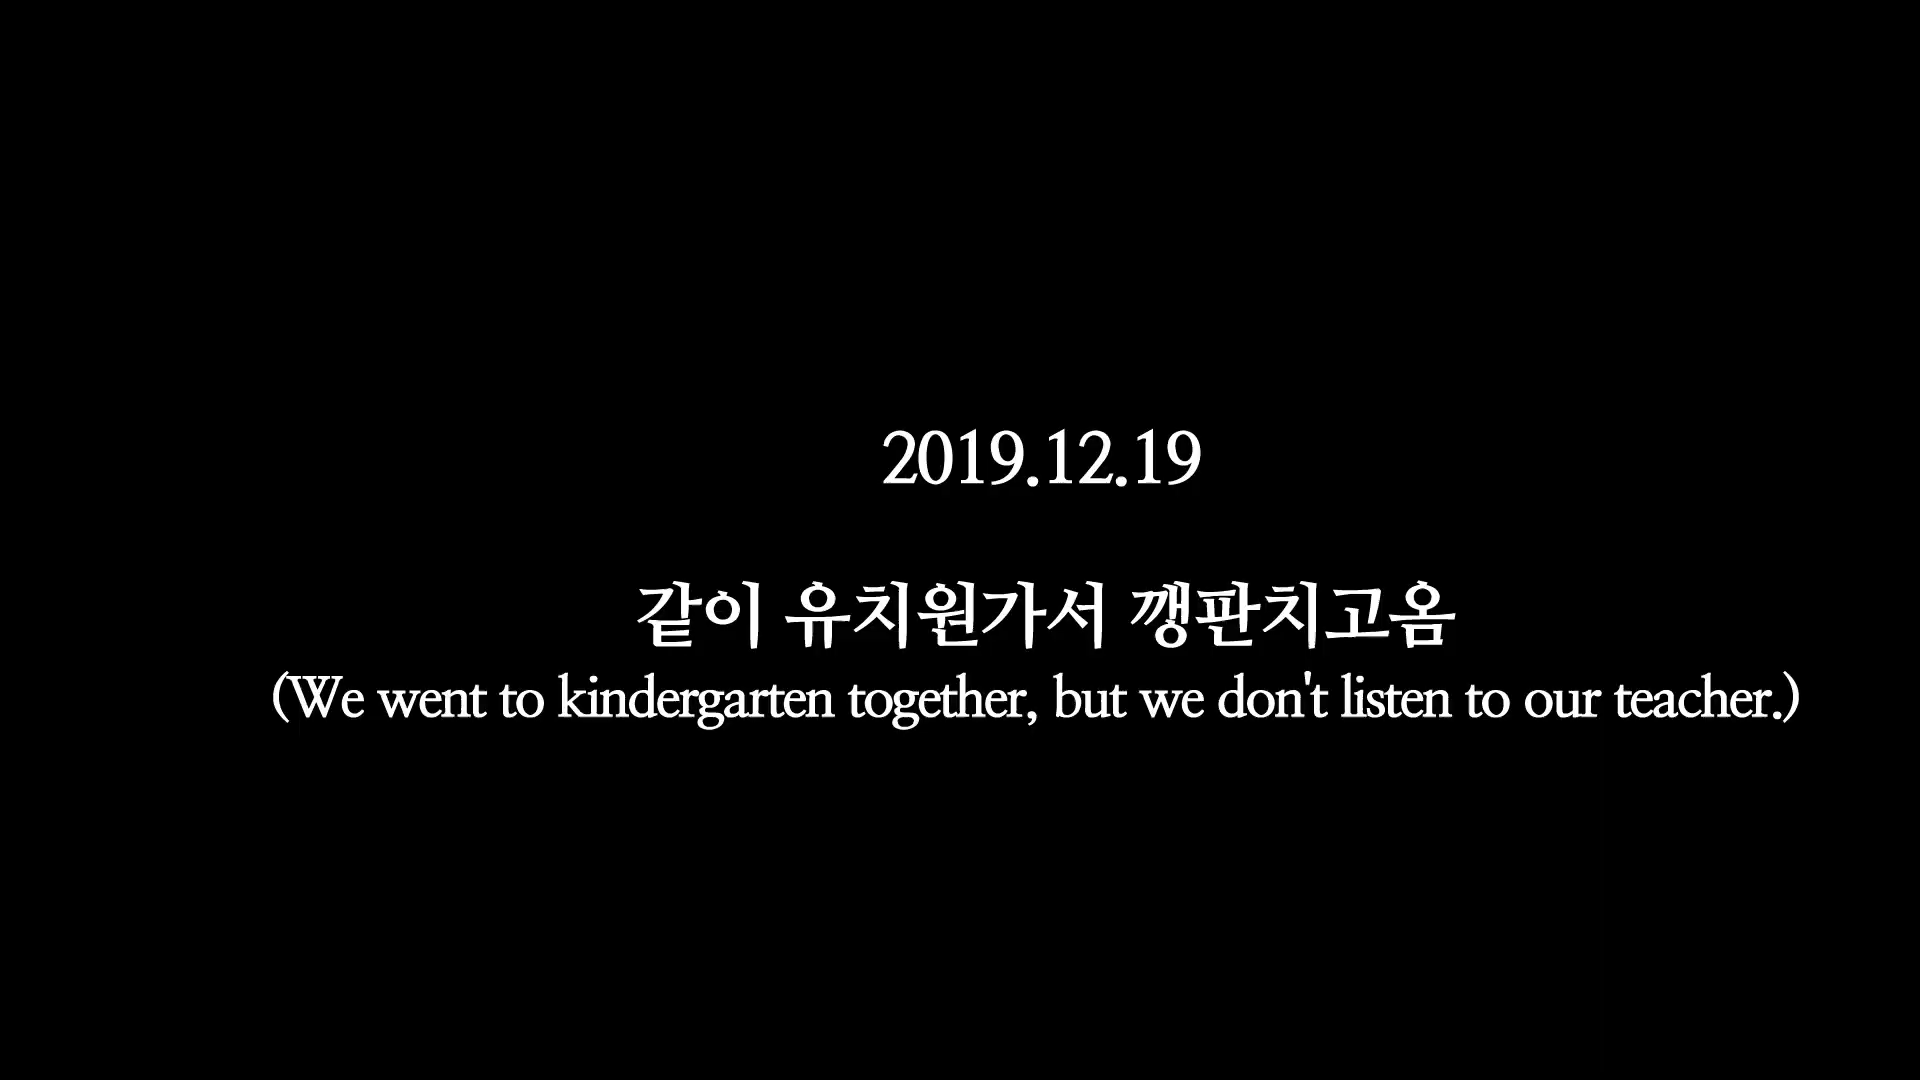 2019.12.19
같이 유치원가서 깽판치고옴
(We went to kindergarten together, but we don't listen to our teacher.)